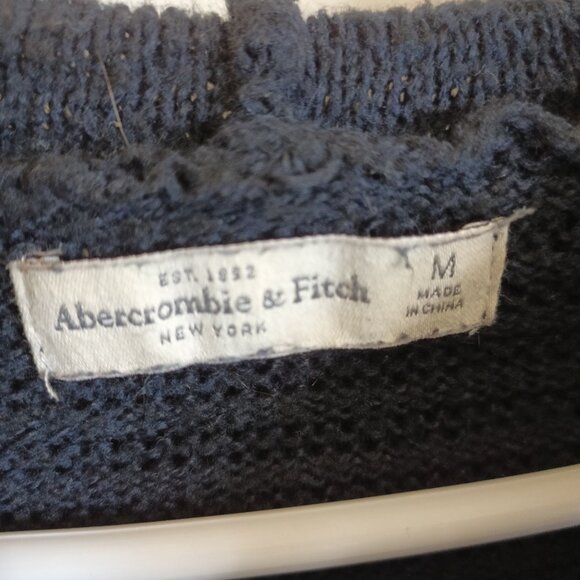 EST. 1892
Abercrombie & Fitch
NEW YORK
M
MADE
IN CHINA